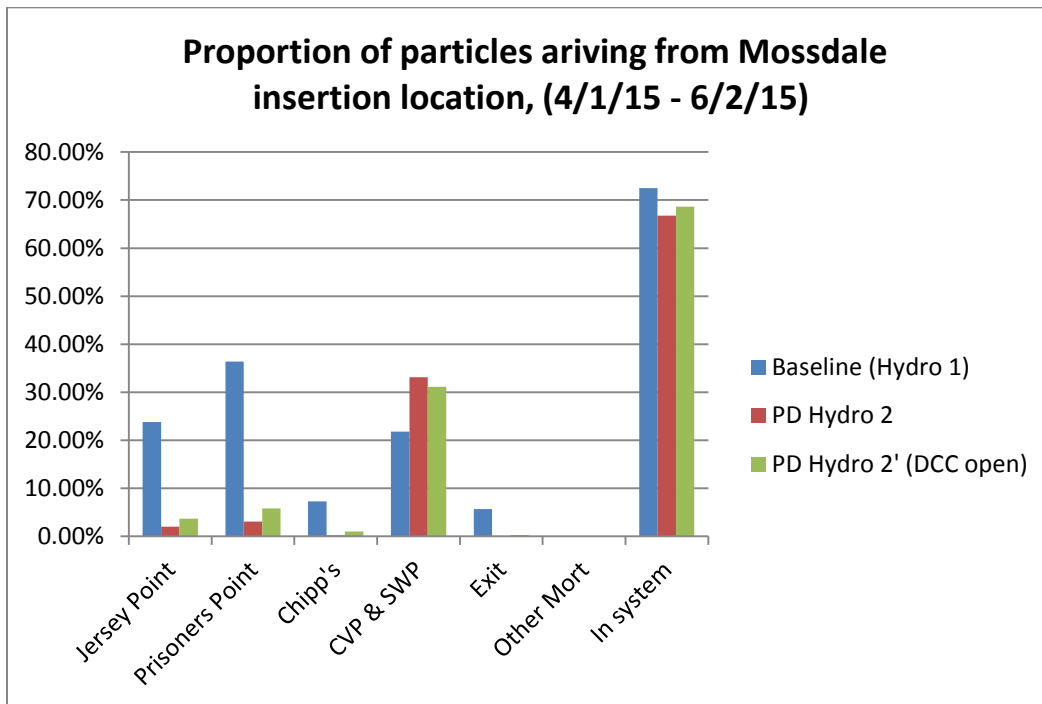 Proportion of particles ariving from Mossdale
insertion location, (4/1/15 - 6/2/15)
80.00%
70.00%
60.00%
50.00%
40.00%
30.00%
20.00%
10.00%
0.00%
Jersey Point
Prisoners Point
Chipp's
CVP & SWP
Exit
Other Mort
In system
Baseline (Hydro 1)
PD Hydro 2
PD Hydro 2' (DCC open)